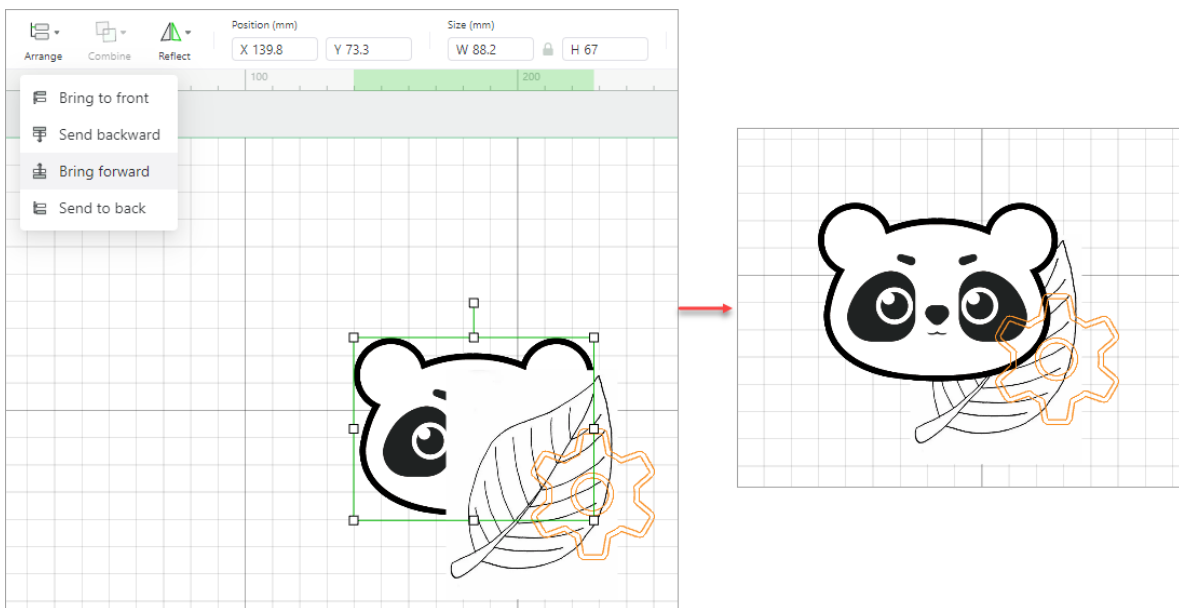 Arrange
Combine
Reflect
Position (mm)
X 139.8
Y 73.3
Size (mm)
W 88.2
H 67
100
200
Bring to front
Send backward
Bring forward
Send to back